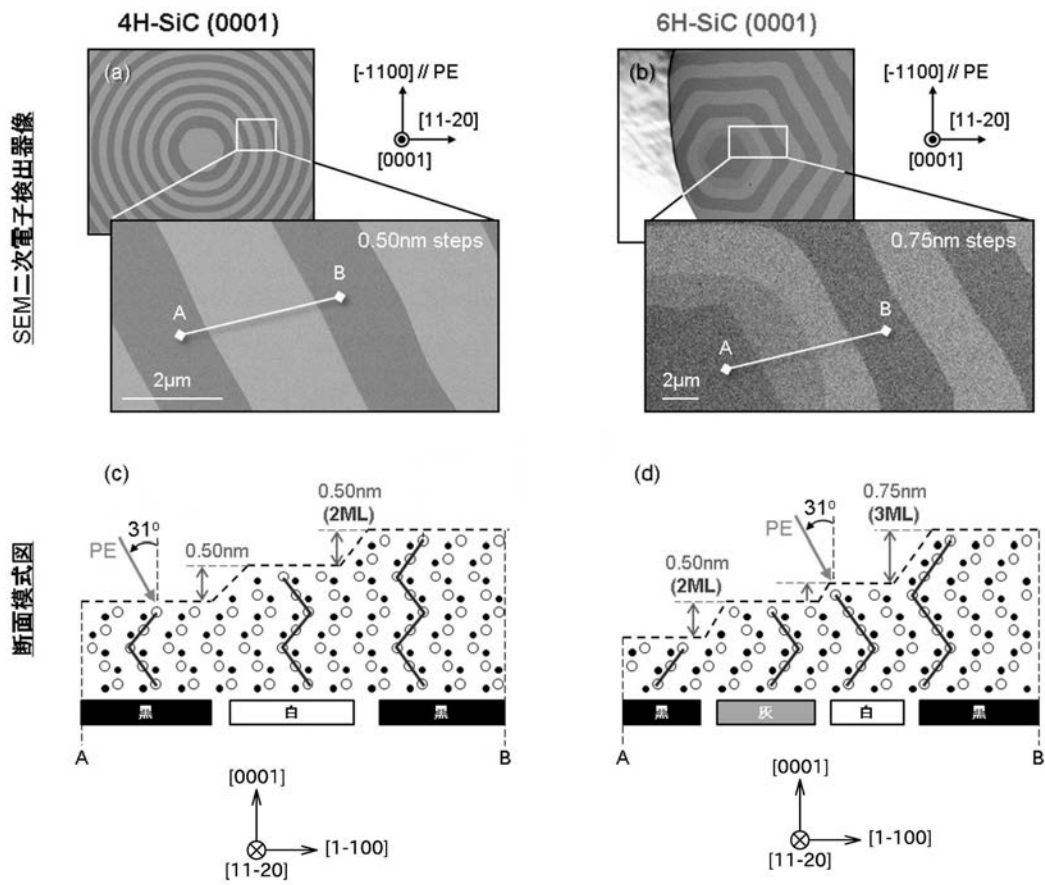 4H-SiC (0001)
6H-SiC (0001)
SEM二次電子検出器像
(a)
[-1100] // PE
[11-20]
[0001]
0.50nm steps
A
B
2μm
(b)
[-1100] // PE
[11-20]
[0001]
0.75nm steps
A
B
2μm
断面模式図
(c)
PE
31º
0.50nm
0.50nm
(2ML)
黒
白
黒
A
B
[0001]
[1-100]
[11-20]
(d)
0.50nm
(2ML)
PE
31º
0.75nm
(3ML)
黒
灰
白
黒
A
B
[0001]
[1-100]
[11-20]